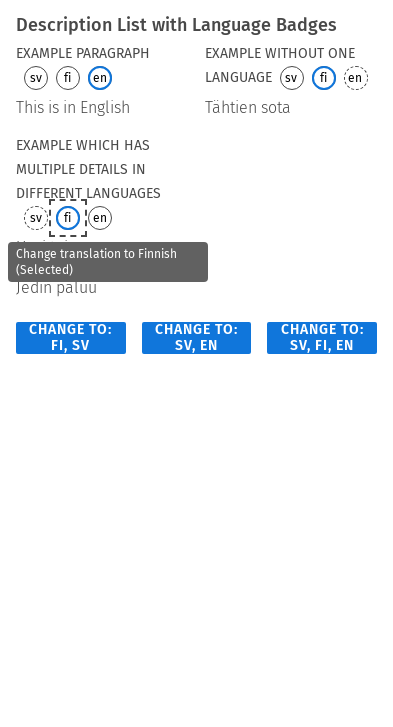 Description List with Language Badges
EXAMPLE PARAGRAPH
sv fi en
This is in English
EXAMPLE WITHOUT ONE
LANGUAGE sv fi en
Tähtien sota
EXAMPLE WHICH HAS
MULTIPLE DETAILS IN
DIFFERENT LANGUAGES
sv fi en
Change translation to Finnish
(Selected)
Jedin paluu
CHANGE TO:
FI, SV
CHANGE TO:
SV, EN
CHANGE TO:
SV, FI, EN